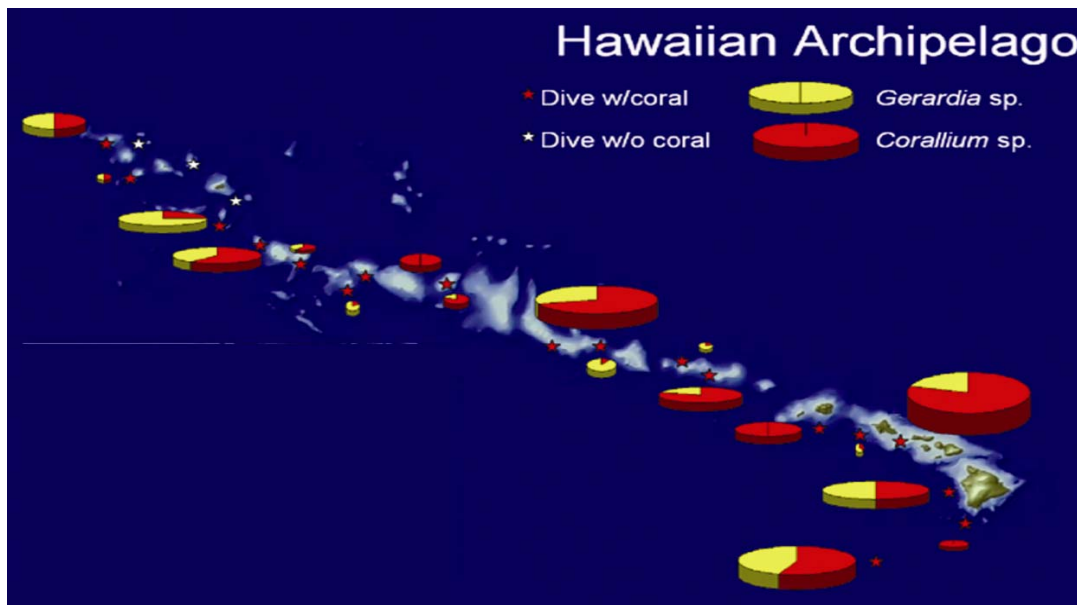 Hawaiian Archipelago
Dive w/coral Gerardia sp.
Dive w/o coral Corallium sp.